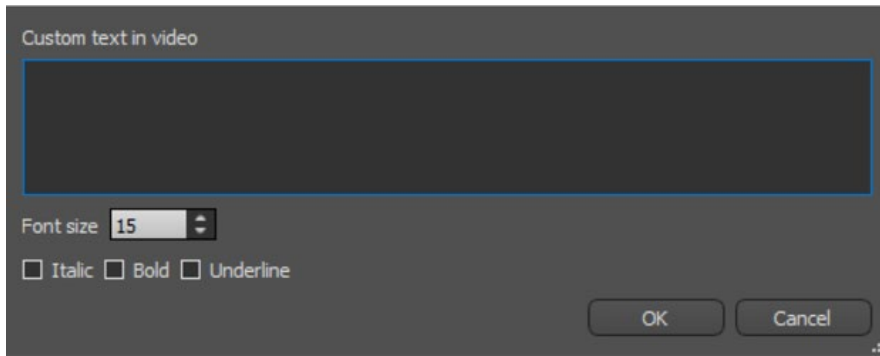 Custom text in video
Font size 15
Italic Bold Underline
OK Cancel